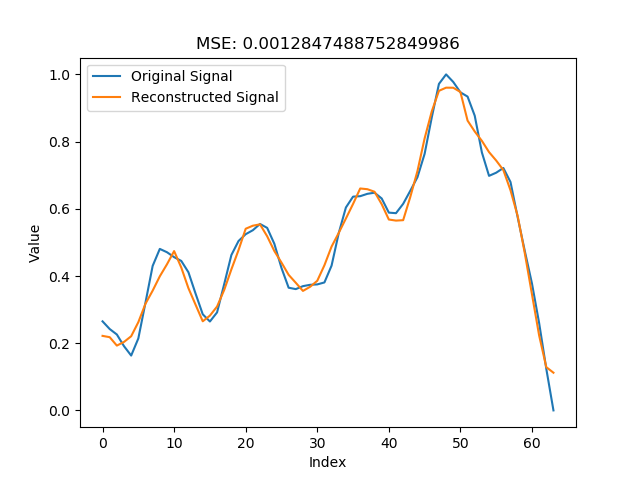 MSE: 0.0012847488752849986
Original Signal
Reconstructed Signal
1.0
0.8
0.6
0.4
0.2
0.0
Value
0 10 20 30 40 50 60
Index